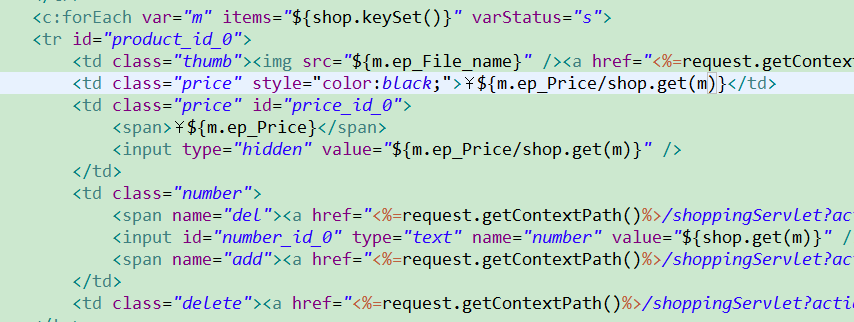 <c:forEach var="m" items="${shop.keySet()}" varStatus="s">
<tr id="product_id_0">
<td class="thumb"><img src="${m.ep_File_name}" /><a href="<%=request.getContext
<td class="price" style="color:black;">¥${m.ep_Price/shop.get(m)}</td>
<td class="price" id="price_id_0">
<span>¥${m.ep_Price}</span>
<input type="hidden" value="${m.ep_Price/shop.get(m)}" />
</td>
<td class="number">
<span name="del"><a href="<%=request.getContextPath()%>/shoppingServlet?ac
<input id="number_id_0" type="text" name="number" value="${shop.get(m)}" /
<span name="add"><a href="<%=request.getContextPath()%>/shoppingServlet?ac
</td>
<td class="delete"><a href="<%=request.getContextPath()%>/shoppingServlet?actio